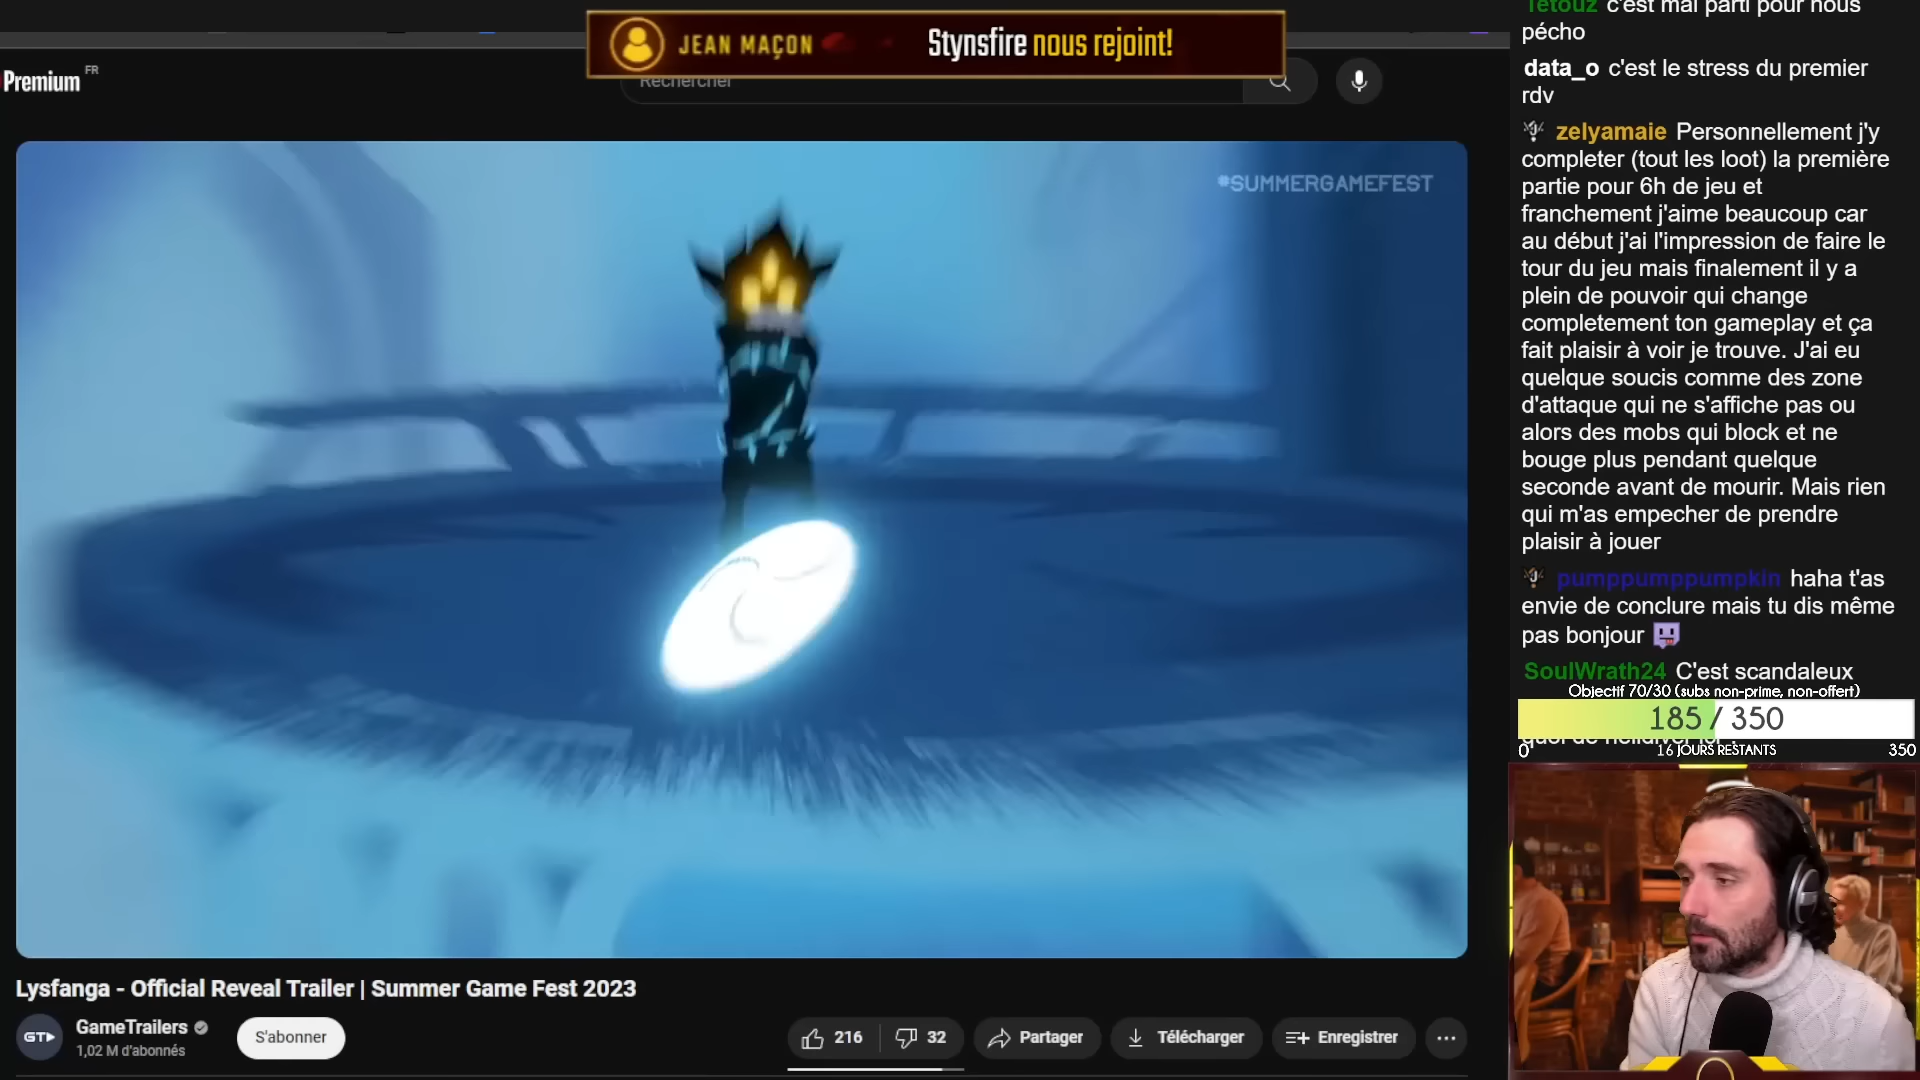 JEAN MAÇON Stynsfire nous rejoint!
Premium FR
Rechercher
#SUMMERGAMEFEST
Lysfanga - Official Reveal Trailer | Summer Game Fest 2023
GT
GameTrailers
1,02 M d'abonnés
S'abonner
216
32
Partager
Télécharger
Enregistrer
Tetouz c'est mal parti pour nous
pécho
data_o c'est le stress du premier
rdv
zelyamaie Personnellement j'y
completer (tout les loot) la première
partie pour 6h de jeu et
franchement j'aime beaucoup car
au début j'ai l'impression de faire le
tour du jeu mais finalement il y a
plein de pouvoir qui change
completement ton gameplay et ça
fait plaisir à voir je trouve. J'ai eu
quelque soucis comme des zone
d'attaque qui ne s'affiche pas ou
alors des mobs qui block et ne
bouge plus pendant quelque
seconde avant de mourir. Mais rien
qui m'as empecher de prendre
plaisir à jouer
pumppumppumpkin haha t'as
envie de conclure mais tu dis même
pas bonjour
SoulWrath24 C'est scandaleux
Objectif 70/30 (subs non-prime, non-offert)
185 / 350
0 16 JOURS RESTANTS 350